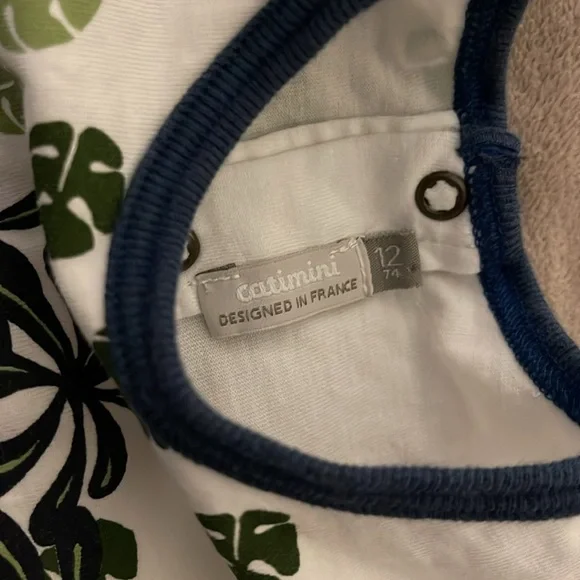 catimini
DESIGNED IN FRANCE
12
74